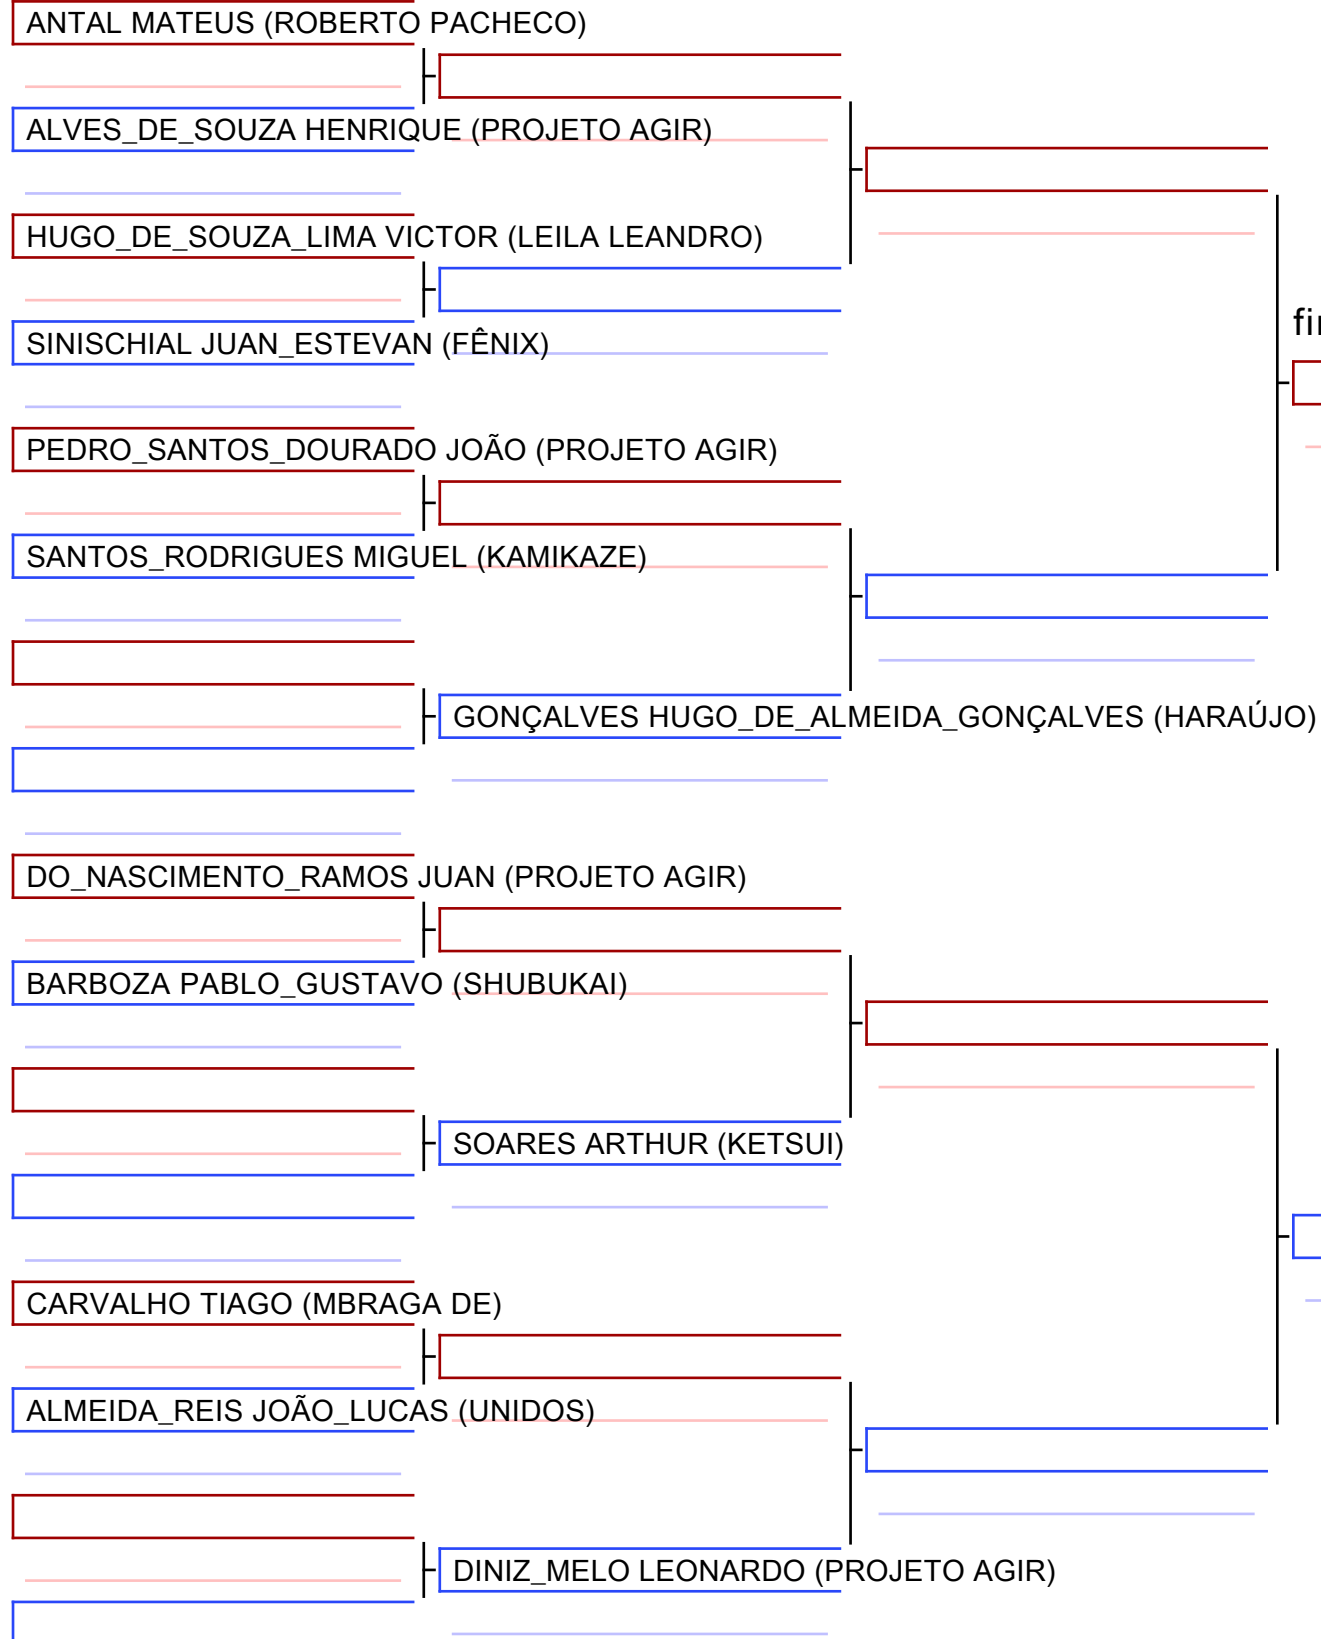 ANTAL MATEUS (ROBERTO PACHECO)
ALVES_DE_SOUZA HENRIQUE (PROJETO AGIR)
HUGO_DE_SOUZA_LIMA VICTOR (LEILA LEANDRO)
SINISCHIAL JUAN_ESTEVAN (FÊNIX)
PEDRO_SANTOS_DOURADO JOÃO (PROJETO AGIR)
SANTOS_RODRIGUES MIGUEL (KAMIKAZE)
GONÇALVES HUGO_DE_ALMEIDA_GONÇALVES (HARAÚJO)
DO_NASCIMENTO_RAMOS JUAN (PROJETO AGIR)
BARBOZA PABLO_GUSTAVO (SHUBUKAI)
SOARES ARTHUR (KETSUI)
CARVALHO TIAGO (MBRAGA DE)
ALMEIDA_REIS JOÃO_LUCAS (UNIDOS)
DINIZ_MELO LEONARDO (PROJETO AGIR)